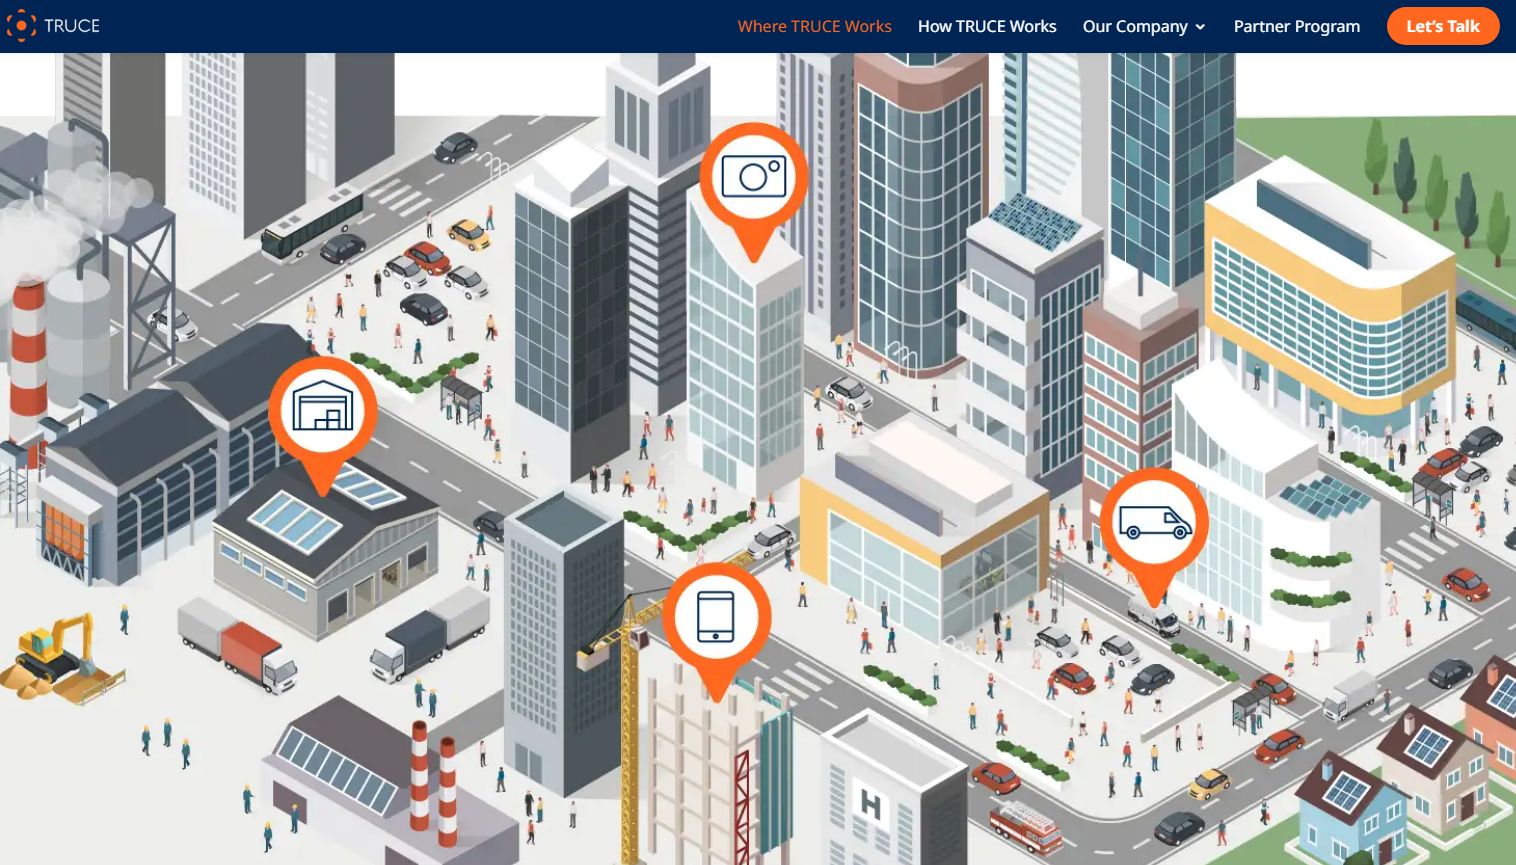 TRUCE
Where TRUCE Works
How TRUCE Works
Our Company
Partner Program
Let's Talk
H